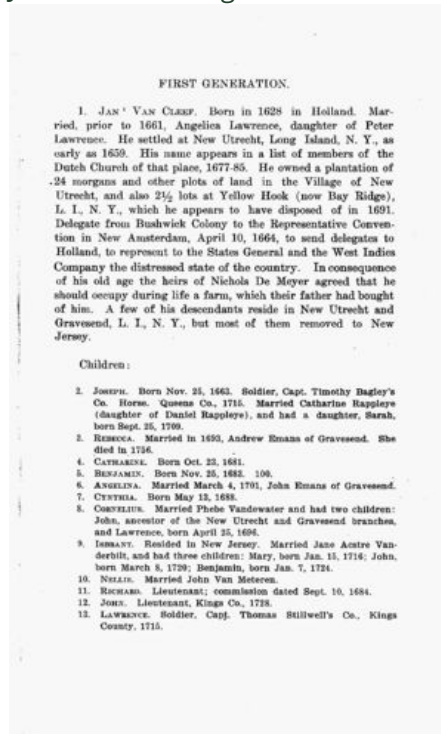 FIRST GENERATION.
1. JAN¹ VAN CLEEF. Born in 1628 in Holland. Mar-
ried, prior to 1661, Angelica Lawrence, daughter of Peter
Lawrence. He settled at New Utrecht, Long Island, N. Y., as
early as 1659. His name appears in a list of members of the
Dutch Church of that place, 1677-85. He owned a plantation of
24 morgans and other plots of land in the Village of New
Utrecht, and also 2½ lots at Yellow Hook (now Bay Ridge),
L. I., N. Y., which he appears to have disposed of in 1691.
Delegate from Bushwick Colony to the Representative Conven-
tion in New Amsterdam, April 10, 1664, to send delegates to
Holland, to represent to the States General and the West Indies
Company the distressed state of the country. In consequence
of his old age the heirs of Nichols De Meyer agreed that he
should occupy during life a farm, which their father had bought
of him. A few of his descendants reside in New Utrecht and
Gravesend, L. I., N. Y., but most of them removed to New
Jersey.
Children:
2. JOSEPH. Born Nov. 25, 1663. Soldier, Capt. Timothy Bagley's
Co. Horse. Queens Co., 1715. Married Catharine Rappleye
(daughter of Daniel Rappleye), and had a daughter, Sarah,
born Sept. 25, 1709.
3. REBECCA. Married in 1693, Andrew Emans of Gravesend. She
died in 1756.
4. CATHARINE. Born Oct. 23, 1681.
5. BENJAMIN. Born Nov. 25, 1683. 100.
6. ANGELINA. Married March 4, 1701, John Emans of Gravesend.
7. CYNTHIA. Born May 13, 1688.
8. CORNELIUS. Married Phebe Vandewater and had two children:
John, ancestor of the New Utrecht and Gravesend branches,
and Lawrence, born April 25, 1696.
9. ISBRANT. Resided in New Jersey. Married Jane Acstre Van-
derbilt, and had three children: Mary, born Jan. 15, 1716; John,
born March 8, 1720; Benjamin, born Jan. 7, 1724.
10. NELLIE. Married John Van Meteren.
11. RICHARD. Lieutenant; commission dated Sept. 10, 1684.
12. JOHN. Lieutenant, Kings Co., 1728.
13. LAWRENCE. Soldier, Capt. Thomas Stillwell's Co., Kings
County, 1715.